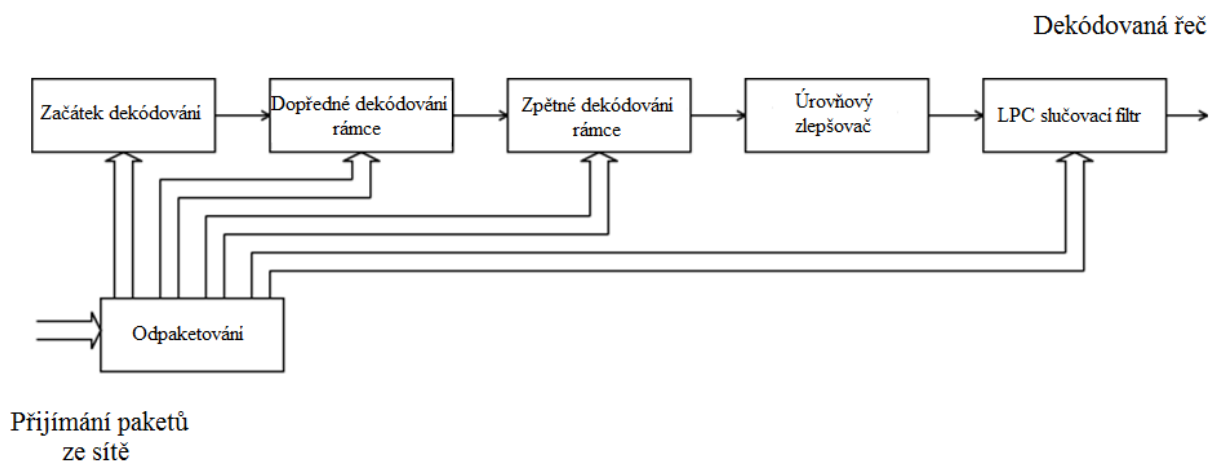 Dekódovaná řeč
Začátek dekódování
Dopředné dekódování
rámce
Zpětné dekódování
rámce
Úrovňový
zlepšovač
LPC slučovací filtr
Odpaketování
Přijímání paketů
ze sítě